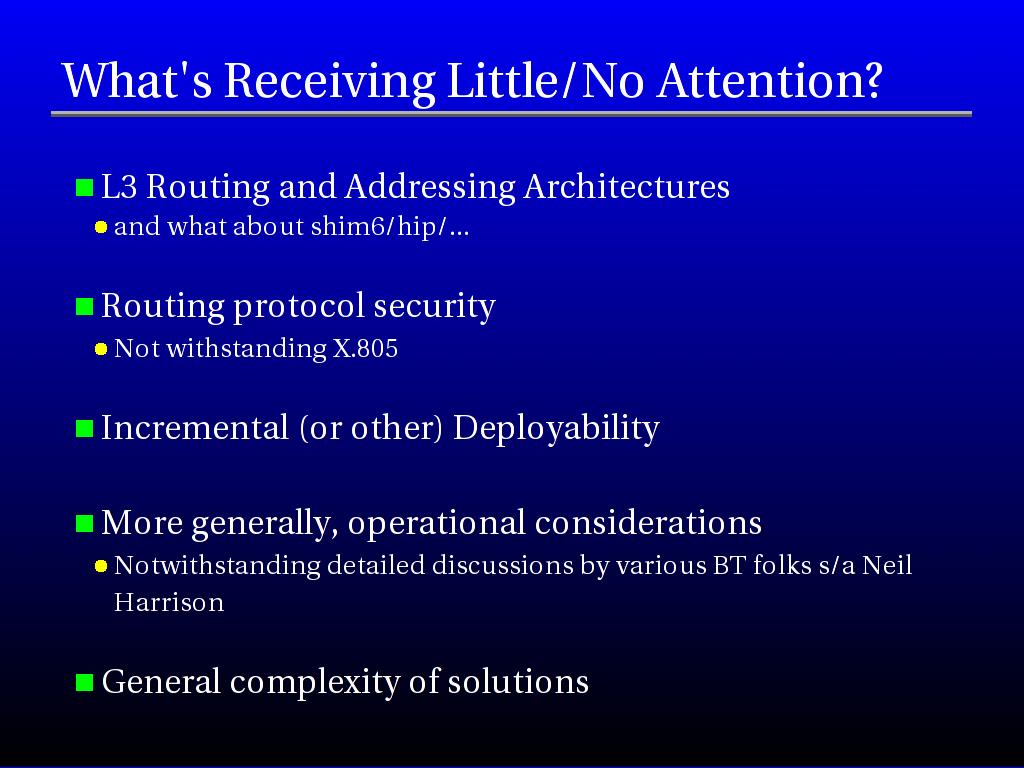 What's Receiving Little/No Attention?
L3 Routing and Addressing Architectures
and what about shim6/hip/...
Routing protocol security
Not withstanding X.805
Incremental (or other) Deployability
More generally, operational considerations
Notwithstanding detailed discussions by various BT folks s/a Neil
Harrison
General complexity of solutions